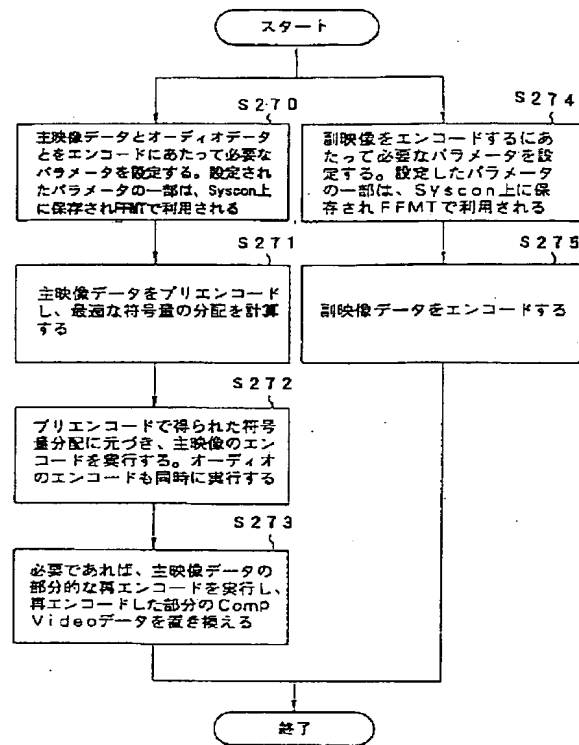 スタート
S270
主映像データとオーディオデータ
とをエンコードにあたって必要な
パラメータを設定する。設定され
たパラメータの一部は、Syscon上
に保存されFFMTで利用される
S271
主映像データをプリエンコード
し、最適な符号量の分配を計算
する
S272
プリエンコードで得られた符号
量分配に元づき、主映像のエン
コードを実行する。オーディオ
のエンコードも同時に実行する
S273
必要であれば、主映像データの
部分的な再エンコードを実行し、
再エンコードした部分のComp
Videoデータを置き換える
S274
副映像をエンコードするにあ
たって必要なパラメータを設
定する。設定したパラメータ
の一部は、Syscon上に保
存されFFMTで利用される
S275
副映像データをエンコードする
終了